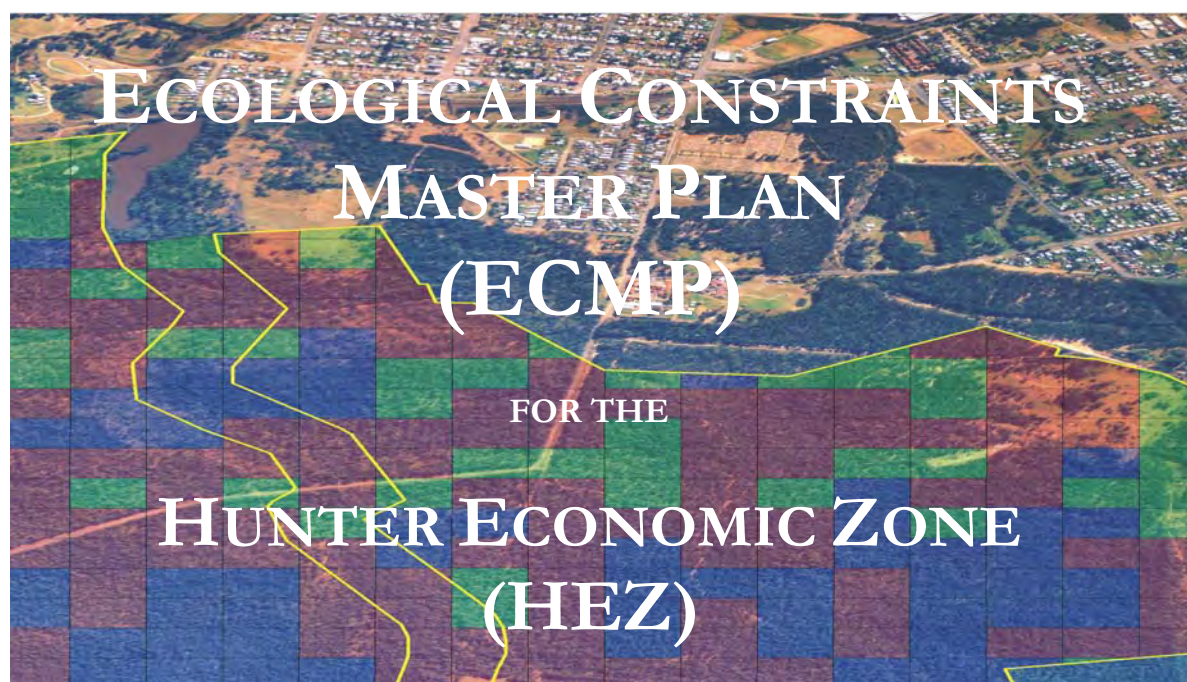 ECOLOGICAL CONSTRAINTS
MASTER PLAN
(ECMP)
FOR THE
HUNTER ECONOMIC ZONE
(HEZ)